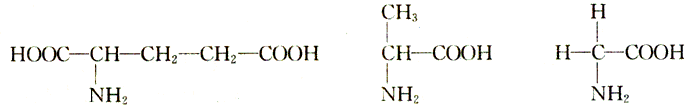 CH₃ H
HOOC—CH—CH₂—CH₂—COOH CH—COOH H—C—COOH
NH₂ NH₂ NH₂